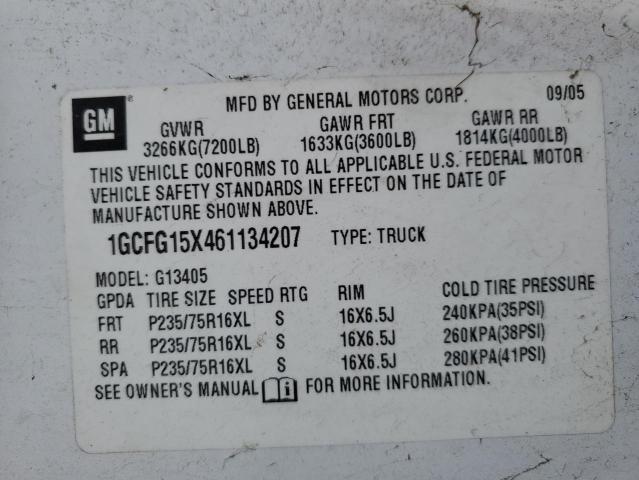 GM
MFD BY GENERAL MOTORS CORP. 09/05
GVWR GAWR FRT GAWR RR
3266KG(7200LB) 1633KG(3600LB) 1814KG(4000LB)
THIS VEHICLE CONFORMS TO ALL APPLICABLE U.S. FEDERAL MOTOR
VEHICLE SAFETY STANDARDS IN EFFECT ON THE DATE OF
MANUFACTURE SHOWN ABOVE.
1GCFG15X461134207 TYPE: TRUCK
MODEL: G13405
GPDA TIRE SIZE SPEED RTG RIM COLD TIRE PRESSURE
FRT P235/75R16XL S 16X6.5J 240KPA(35PSI)
RR P235/75R16XL S 16X6.5J 260KPA(38PSI)
SPA P235/75R16XL S 16X6.5J 280KPA(41PSI)
SEE OWNER'S MANUAL i FOR MORE INFORMATION.